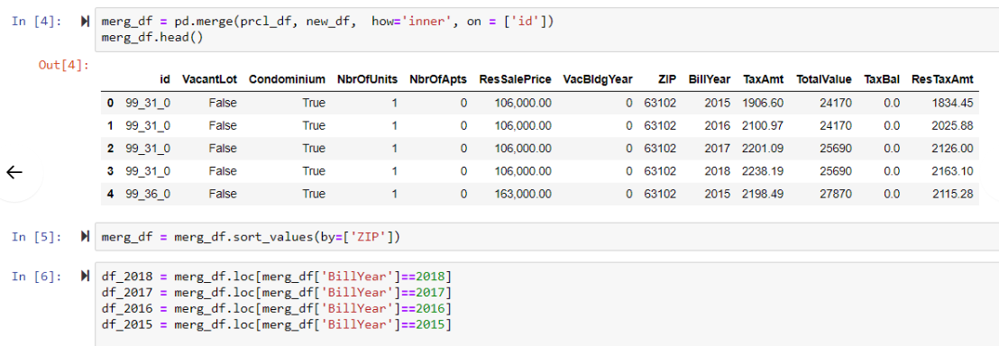 In [4]: merg_df = pd.merge(prcl_df, new_df,  how='inner', on = ['id'])
merg_df.head()
Out[4]:
id VacantLot Condominium NbrOfUnits NbrOfApts ResSalePrice VacBldgYear ZIP BillYear TaxAmt TotalValue TaxBal ResTaxAmt
0 99_31_0 False True 1 0 106,000.00 0 63102 2015 1906.60 24170 0.0 1834.45
1 99_31_0 False True 1 0 106,000.00 0 63102 2016 2100.97 24170 0.0 2025.88
2 99_31_0 False True 1 0 106,000.00 0 63102 2017 2201.09 25690 0.0 2126.00
3 99_31_0 False True 1 0 106,000.00 0 63102 2018 2238.19 25690 0.0 2163.10
4 99_36_0 False True 1 0 163,000.00 0 63102 2015 2198.49 27870 0.0 2115.28
In [5]: merg_df = merg_df.sort_values(by=['ZIP'])
In [6]: df_2018 = merg_df.loc[merg_df['BillYear']==2018]
df_2017 = merg_df.loc[merg_df['BillYear']==2017]
df_2016 = merg_df.loc[merg_df['BillYear']==2016]
df_2015 = merg_df.loc[merg_df['BillYear']==2015]